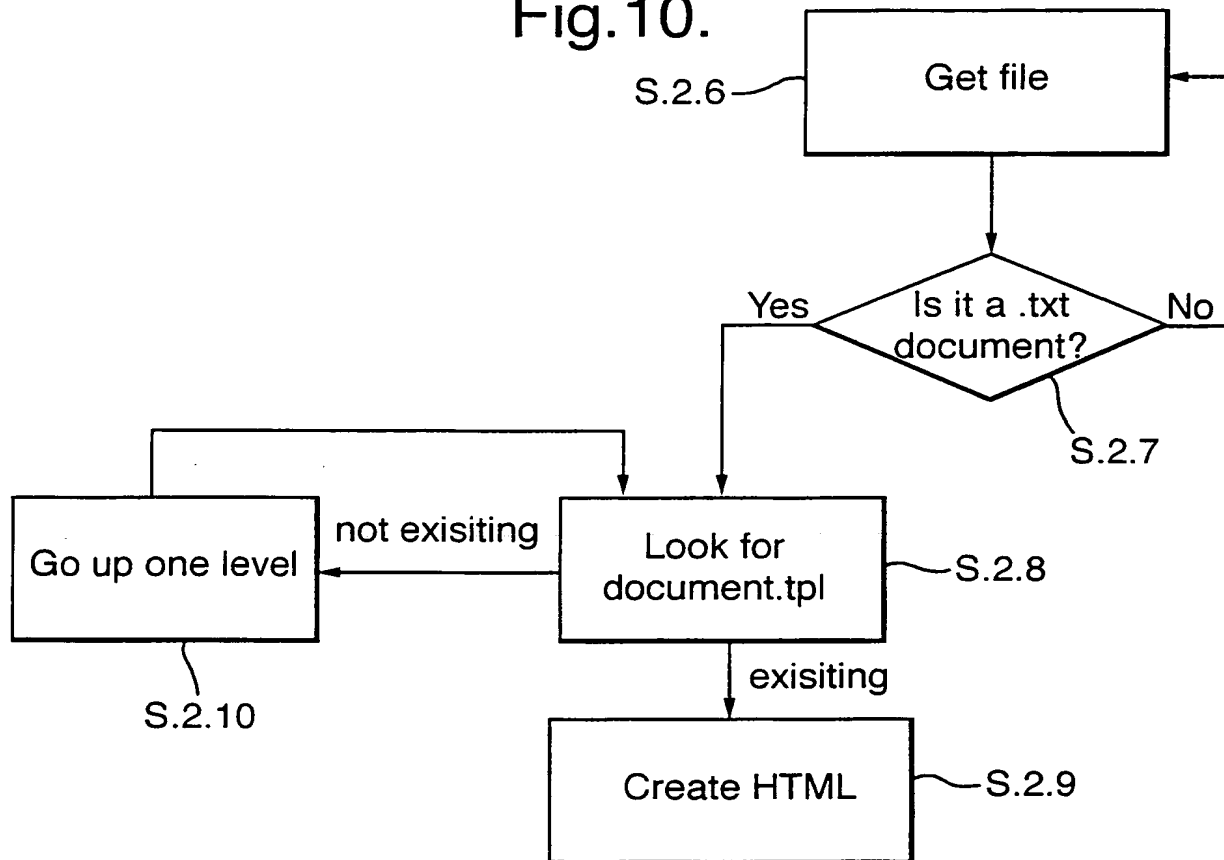 Fig.10.
Get file
S.2.6
Yes
Is it a .txt
document?
No
S.2.7
Go up one level
not exisiting
Look for
document.tpl
S.2.8
S.2.10
exisiting
Create HTML
S.2.9